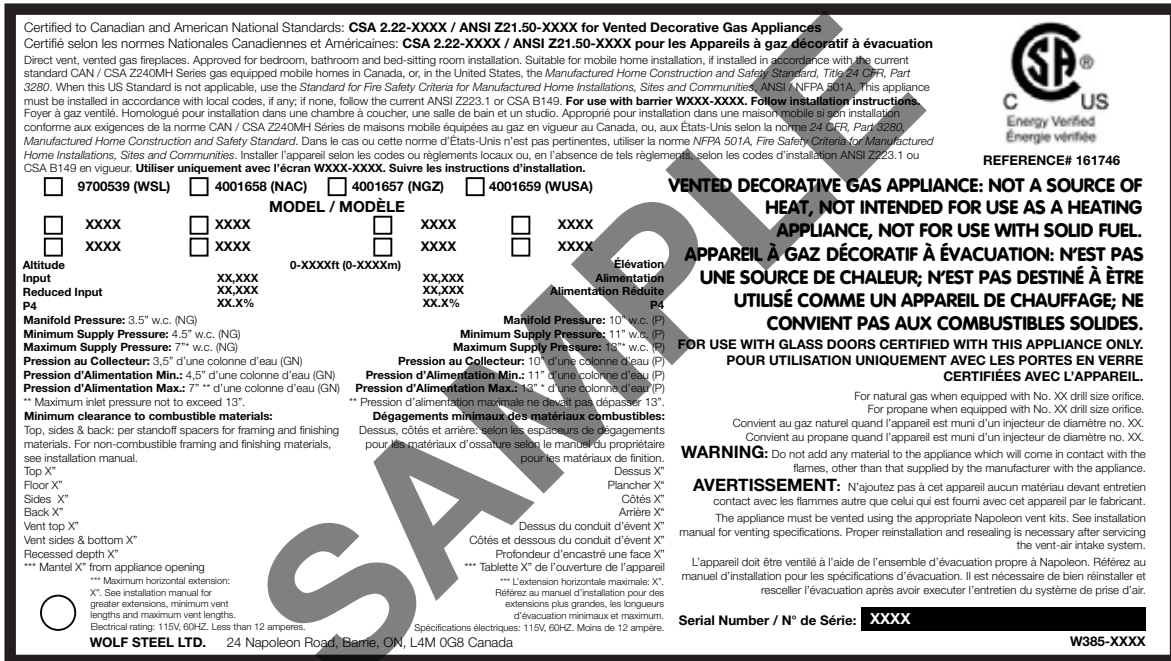 Certified to Canadian and American National Standards: CSA 2.22-XXXX / ANSI Z21.50-XXXX for Vented Decorative Gas Appliances
Certifié selon les normes Nationales Canadiennes et Américaines: CSA 2.22-XXXX / ANSI Z21.50-XXXX pour les Appareils à gaz décoratif à évacuation
Direct vent, vented gas fireplaces. Approved for bedroom, bathroom and bed-sitting room installation. Suitable for mobile home installation, if installed in accordance with the current
standard CAN / CSA Z240MH Series gas equipped mobile homes in Canada, or, in the United States, the Manufactured Home Construction and Safety Standard, Title 24 CFR, Part
3280. When this US Standard is not applicable, use the Standard for Fire Safety Criteria for Manufactured Home Installations, Sites and Communities, ANSI / NFPA 501A. This appliance
must be installed in accordance with local codes, if any; if none, follow the current ANSI Z223.1 or CSA B149. For use with barrier WXXX-XXXX. Follow installation instructions.
Foyer à gaz ventilé. Homologué pour installation dans une chambre à coucher, une salle de bain et un studio. Approprié pour installation dans une maison mobile si son installation
conforme aux exigences de la norme CAN / CSA Z240MH Séries de maisons mobile équipées au gaz en vigueur au Canada, ou, aux États-Unis selon la norme 24 CFR, Part 3280,
Manufactured Home Construction and Safety Standard. Dans le cas ou cette norme d'États-Unis n'est pas pertinentes, utiliser la norme NFPA 501A, Fire Safety Criteria for Manufactured
Home Installations, Sites and Communities. Installer l'appareil selon les codes ou règlements locaux ou, en l'absence de tels règlements, selon les codes d'installation ANSI Z223.1 ou
CSA B149 en vigueur. Utiliser uniquement avec l'écran WXXX-XXXX. Suivre les instructions d'installation.
CSA ®
C US
Energy Verified
Énergie vérifiée
REFERENCE# 161746
9700539 (WSL) 4001658 (NAC) 4001657 (NGZ) 4001659 (WUSA)
MODEL / MODÈLE
XXXX XXXX XXXX XXXX
XXXX XXXX XXXX XXXX
Altitude 0-XXXXft (0-XXXXm) Élévation
Input XX,XXX XX,XXX Alimentation
Reduced Input XX,XXX XX,XXX Alimentation Réduite
P4 XX.X% XX.X% P4
Manifold Pressure: 3.5" w.c. (NG) Manifold Pressure: 10" w.c. (P)
Minimum Supply Pressure: 4.5" w.c. (NG) Minimum Supply Pressure: 11" w.c. (P)
Maximum Supply Pressure: 7"* w.c. (NG) Maximum Supply Pressure: 13"* w.c. (P)
Pression au Collecteur: 3,5" d'une colonne d'eau (GN) Pression au Collecteur: 10" d'une colonne d'eau (P)
Pression d'Alimentation Min.: 4,5" d'une colonne d'eau (GN) Pression d'Alimentation Min.: 11" d'une colonne d'eau (P)
Pression d'Alimentation Max.: 7" ** d'une colonne d'eau (GN) Pression d'Alimentation Max.: 13" * d'une colonne d'eau (P)
** Maximum inlet pressure not to exceed 13". ** Pression d'alimentation maximale ne devait pas dépasser 13".
Minimum clearance to combustible materials: Dégagements minimaux des matériaux combustibles:
Top, sides & back: per standoff spacers for framing and finishing Dessus, côtés et arrière: selon les espaceurs de dégagements
materials. For non-combustible framing and finishing materials, pour les matériaux d'ossature selon le manuel du propriétaire
see installation manual. pour les matériaux de finition.
Top X" Dessus X"
Floor X" Plancher X"
Sides X" Côtés X"
Back X" Arrière X"
Vent top X" Dessus du conduit d'évent X"
Vent sides & bottom X" Côtés et dessous du conduit d'évent X"
Recessed depth X" Profondeur d'encastré une face X"
*** Mantel X" from appliance opening *** Tablette X" de l'ouverture de l'appareil
*** Maximum horizontal extension: *** L'extension horizontale maximale: X".
X". See installation manual for Référez au manuel d'installation pour des
greater extensions, minimum vent extensions plus grandes, les longueurs
lengths and maximum vent lengths. d'évacuation minimaux et maximum.
Electrical rating: 115V, 60HZ. Less than 12 amperes. Spécifications électriques: 115V, 60HZ. Moins de 12 ampère.
WOLF STEEL LTD. 24 Napoleon Road, Barrie, ON, L4M 0G8 Canada
VENTED DECORATIVE GAS APPLIANCE: NOT A SOURCE OF
HEAT, NOT INTENDED FOR USE AS A HEATING
APPLIANCE, NOT FOR USE WITH SOLID FUEL.
APPAREIL À GAZ DÉCORATIF À ÉVACUATION: N'EST PAS
UNE SOURCE DE CHALEUR; N'EST PAS DESTINÉ À ÈTRE
UTILISÉ COMME UN APPAREIL DE CHAUFFAGE; NE
CONVIENT PAS AUX COMBUSTIBLES SOLIDES.
FOR USE WITH GLASS DOORS CERTIFIED WITH THIS APPLIANCE ONLY.
POUR UTILISATION UNIQUEMENT AVEC LES PORTES EN VERRE
CERTIFIÉES AVEC L'APPAREIL.
For natural gas when equipped with No. XX drill size orifice.
For propane when equipped with No. XX drill size orifice.
Convient au gaz naturel quand l'appareil est muni d'un injecteur de diamètre no. XX.
Convient au propane quand l'appareil est muni d'un injecteur de diamètre no. XX.
WARNING: Do not add any material to the appliance which will come in contact with the
flames, other than that supplied by the manufacturer with the appliance.
AVERTISSEMENT: N'ajoutez pas à cet appareil aucun matériau devant entretien
contact avec les flammes autre que celui qui est fourni avec cet appareil par le fabricant.
The appliance must be vented using the appropriate Napoleon vent kits. See installation
manual for venting specifications. Proper reinstallation and resealing is necessary after servicing
the vent-air intake system.
L'appareil doit être ventilé à l'aide de l'ensemble d'évacuation propre à Napoleon. Référez au
manuel d'installation pour les spécifications d'évacuation. Il est nécessaire de bien réinstaller et
resceller l'évacuation après avoir executer l'entretien du système de prise d'air.
Serial Number / N° de Série: XXXX
W385-XXXX
SAMPLE